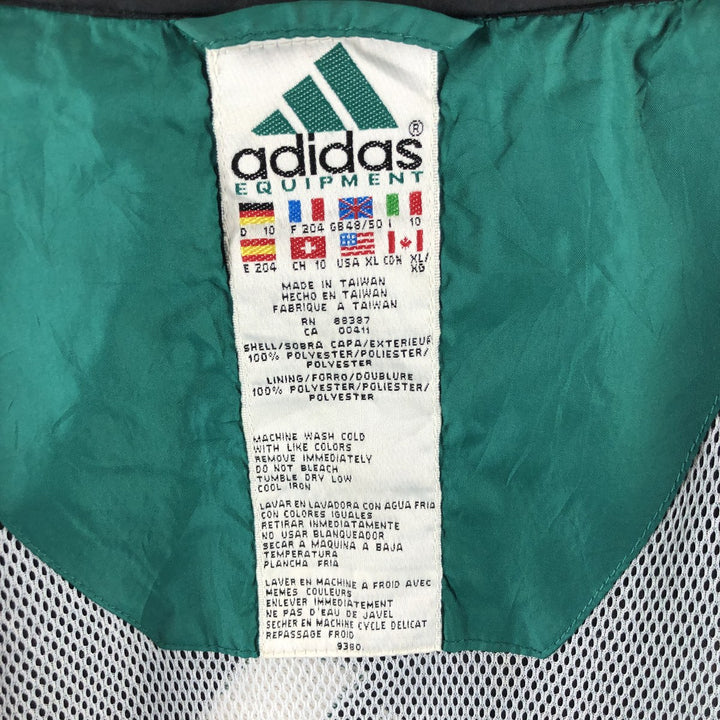 adidas®
EQUIPMENT
D 10 F 204 GB48/50 I 10
E 204 CH 10 USA XL CDN XL/
XG
MADE IN TAIWAN
HECHO EN TAIWAN
FABRIQUE A TAIWAN
RN 88387
CA 00411
SHELL/SOBRA CAPA/EXTERIEUR
100% POLYESTER/POLIESTER/
POLYESTER
LINING/FORRO/DOUBLURE
100% POLYESTER/POLIESTER/
POLYESTER
MACHINE WASH COLD
WITH LIKE COLORS
REMOVE IMMEDIATELY
DO NOT BLEACH
TUMBLE DRY LOW
COOL IRON
LAVAR EN LAVADORA CON AGUA FRIA
CON COLORES IGUALES
RETIRAR INMEDIATAMENTE
NO USAR BLANQUEADOR
SECAR A MAQUINA A BAJA
TEMPERATURA
PLANCHA FRIA
LAVER EN MACHINE A FROID AVEC
MEMES COULEURS
ENLEVER IMMEDIATEMENT
NE PAS D'EAU DE JAVEL
SECHER EN MACHINE CYCLE DELICAT
REPASSAGE FROID
9380